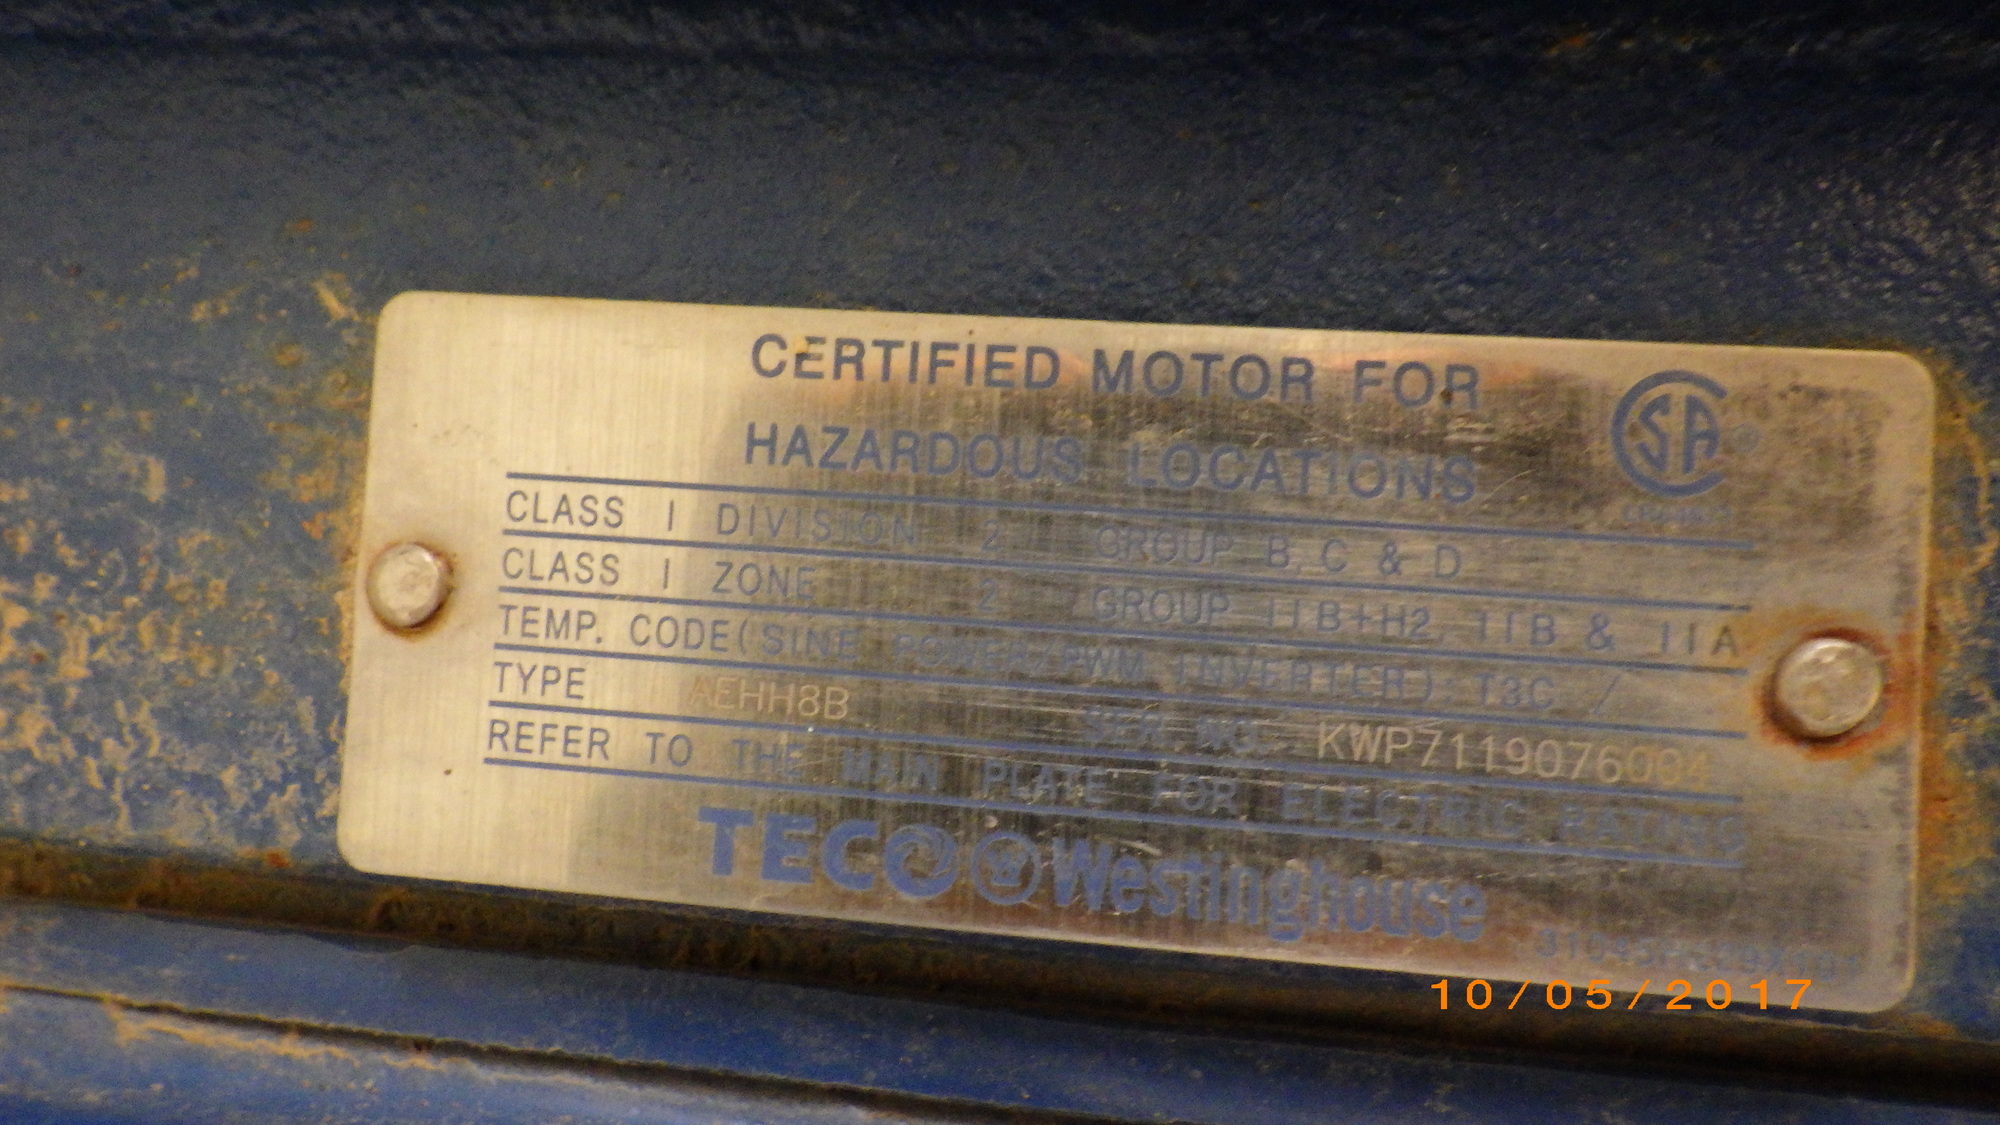 CERTIFIED MOTOR FOR
HAZARDOUS LOCATIONS
CSA
CLASS I DIVISION 2 GROUP B, C & D
CLASS I ZONE 2 GROUP IIB+H2, IIB & IIA
TEMP. CODE(SINE POWER/PWM INVERTER) T3C /
TYPE AEHH8B SER. NO. KWP7119076004
REFER TO THE MAIN PLATE FOR ELECTRIC RATING
TECO W Westinghouse
10/05/2017